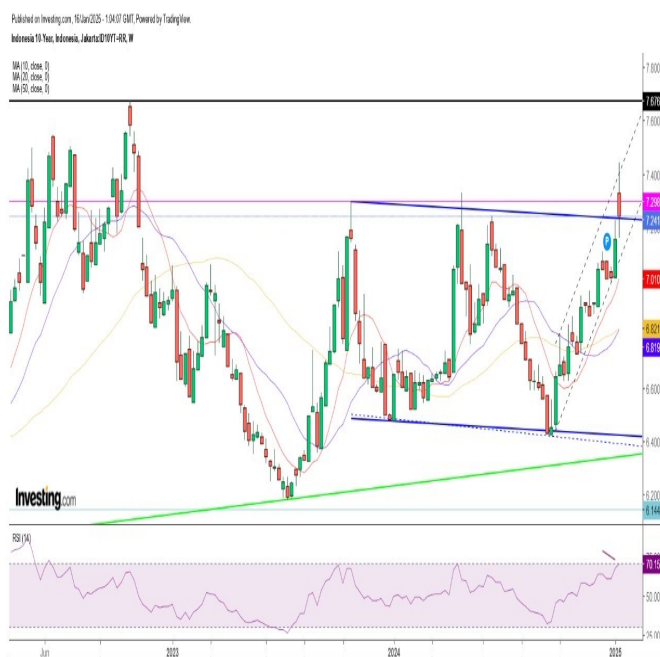 Published on Investing.com, 16/Jan/2025 - 1:04:07 GMT, Powered by TradingView.
Indonesia 10-Year, Indonesia, Jakarta:ID10YT=RR, W
MA (10, close, 0)
MA (20, close, 0)
MA (50, close, 0)
7.800
7.676
7.600
7.400
7.298
7.241
7.010
6.821
6.819
6.600
6.400
6.200
6.144
P
Investing.com
RSI (14)
70.15
50.00
25.00
Jun
2023
2024
2025